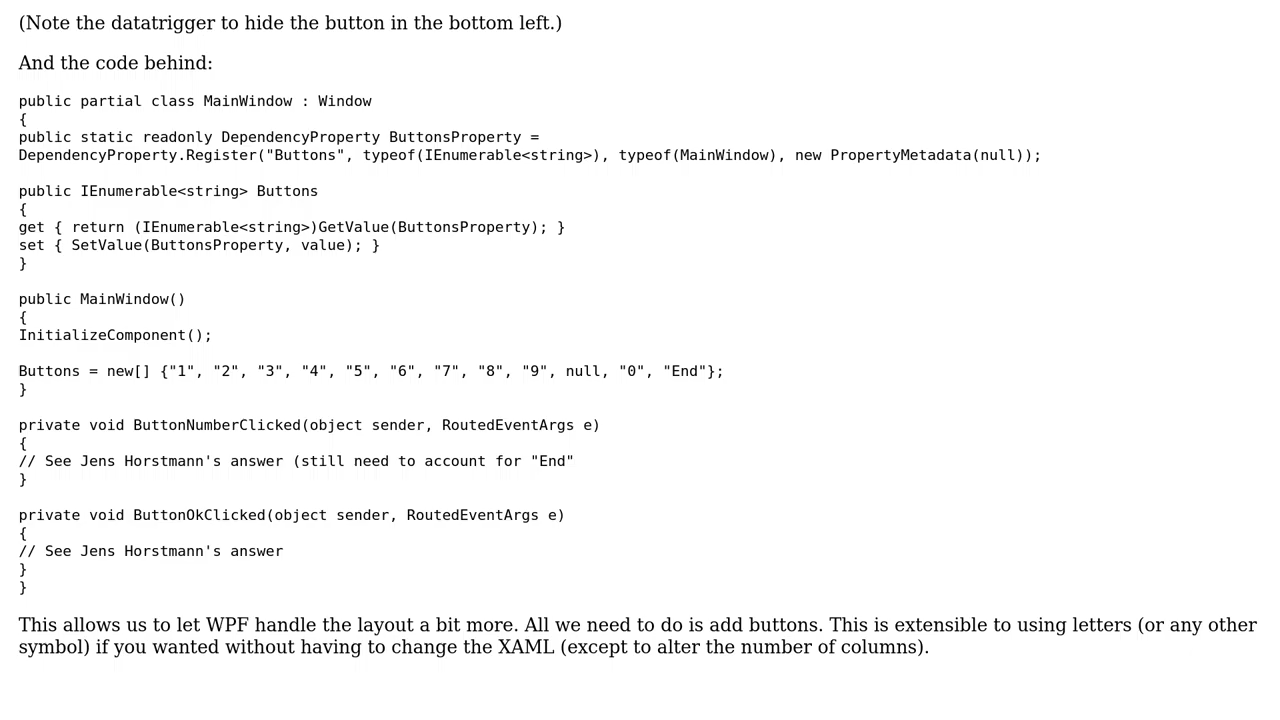 (Note the datatrigger to hide the button in the bottom left.)
And the code behind:
public partial class MainWindow : Window
{
public static readonly DependencyProperty ButtonsProperty =
DependencyProperty.Register("Buttons", typeof(IEnumerable<string>), typeof(MainWindow), new PropertyMetadata(null));
public IEnumerable<string> Buttons
{
get { return (IEnumerable<string>)GetValue(ButtonsProperty); }
set { SetValue(ButtonsProperty, value); }
}
public MainWindow()
{
InitializeComponent();
Buttons = new[] {"1", "2", "3", "4", "5", "6", "7", "8", "9", null, "0", "End"};
}
private void ButtonNumberClicked(object sender, RoutedEventArgs e)
{
// See Jens Horstmann's answer (still need to account for "End"
}
private void ButtonOkClicked(object sender, RoutedEventArgs e)
{
// See Jens Horstmann's answer
}
}
This allows us to let WPF handle the layout a bit more. All we need to do is add buttons. This is extensible to using letters (or any other
symbol) if you wanted without having to change the XAML (except to alter the number of columns).